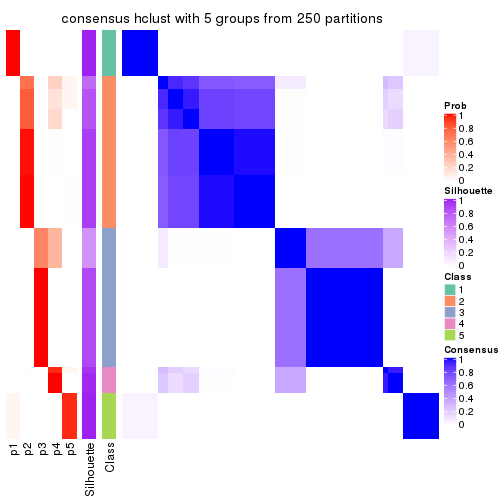 consensus hclust with 5 groups from 250 partitions
Prob
1
0.8
0.6
0.4
0.2
0
Silhouette
1
0.8
0.6
0.4
0.2
0
Class
1
2
3
4
5
Consensus
1
0.8
0.6
0.4
0.2
0
p1
p2
p3
p4
p5
Silhouette
Class